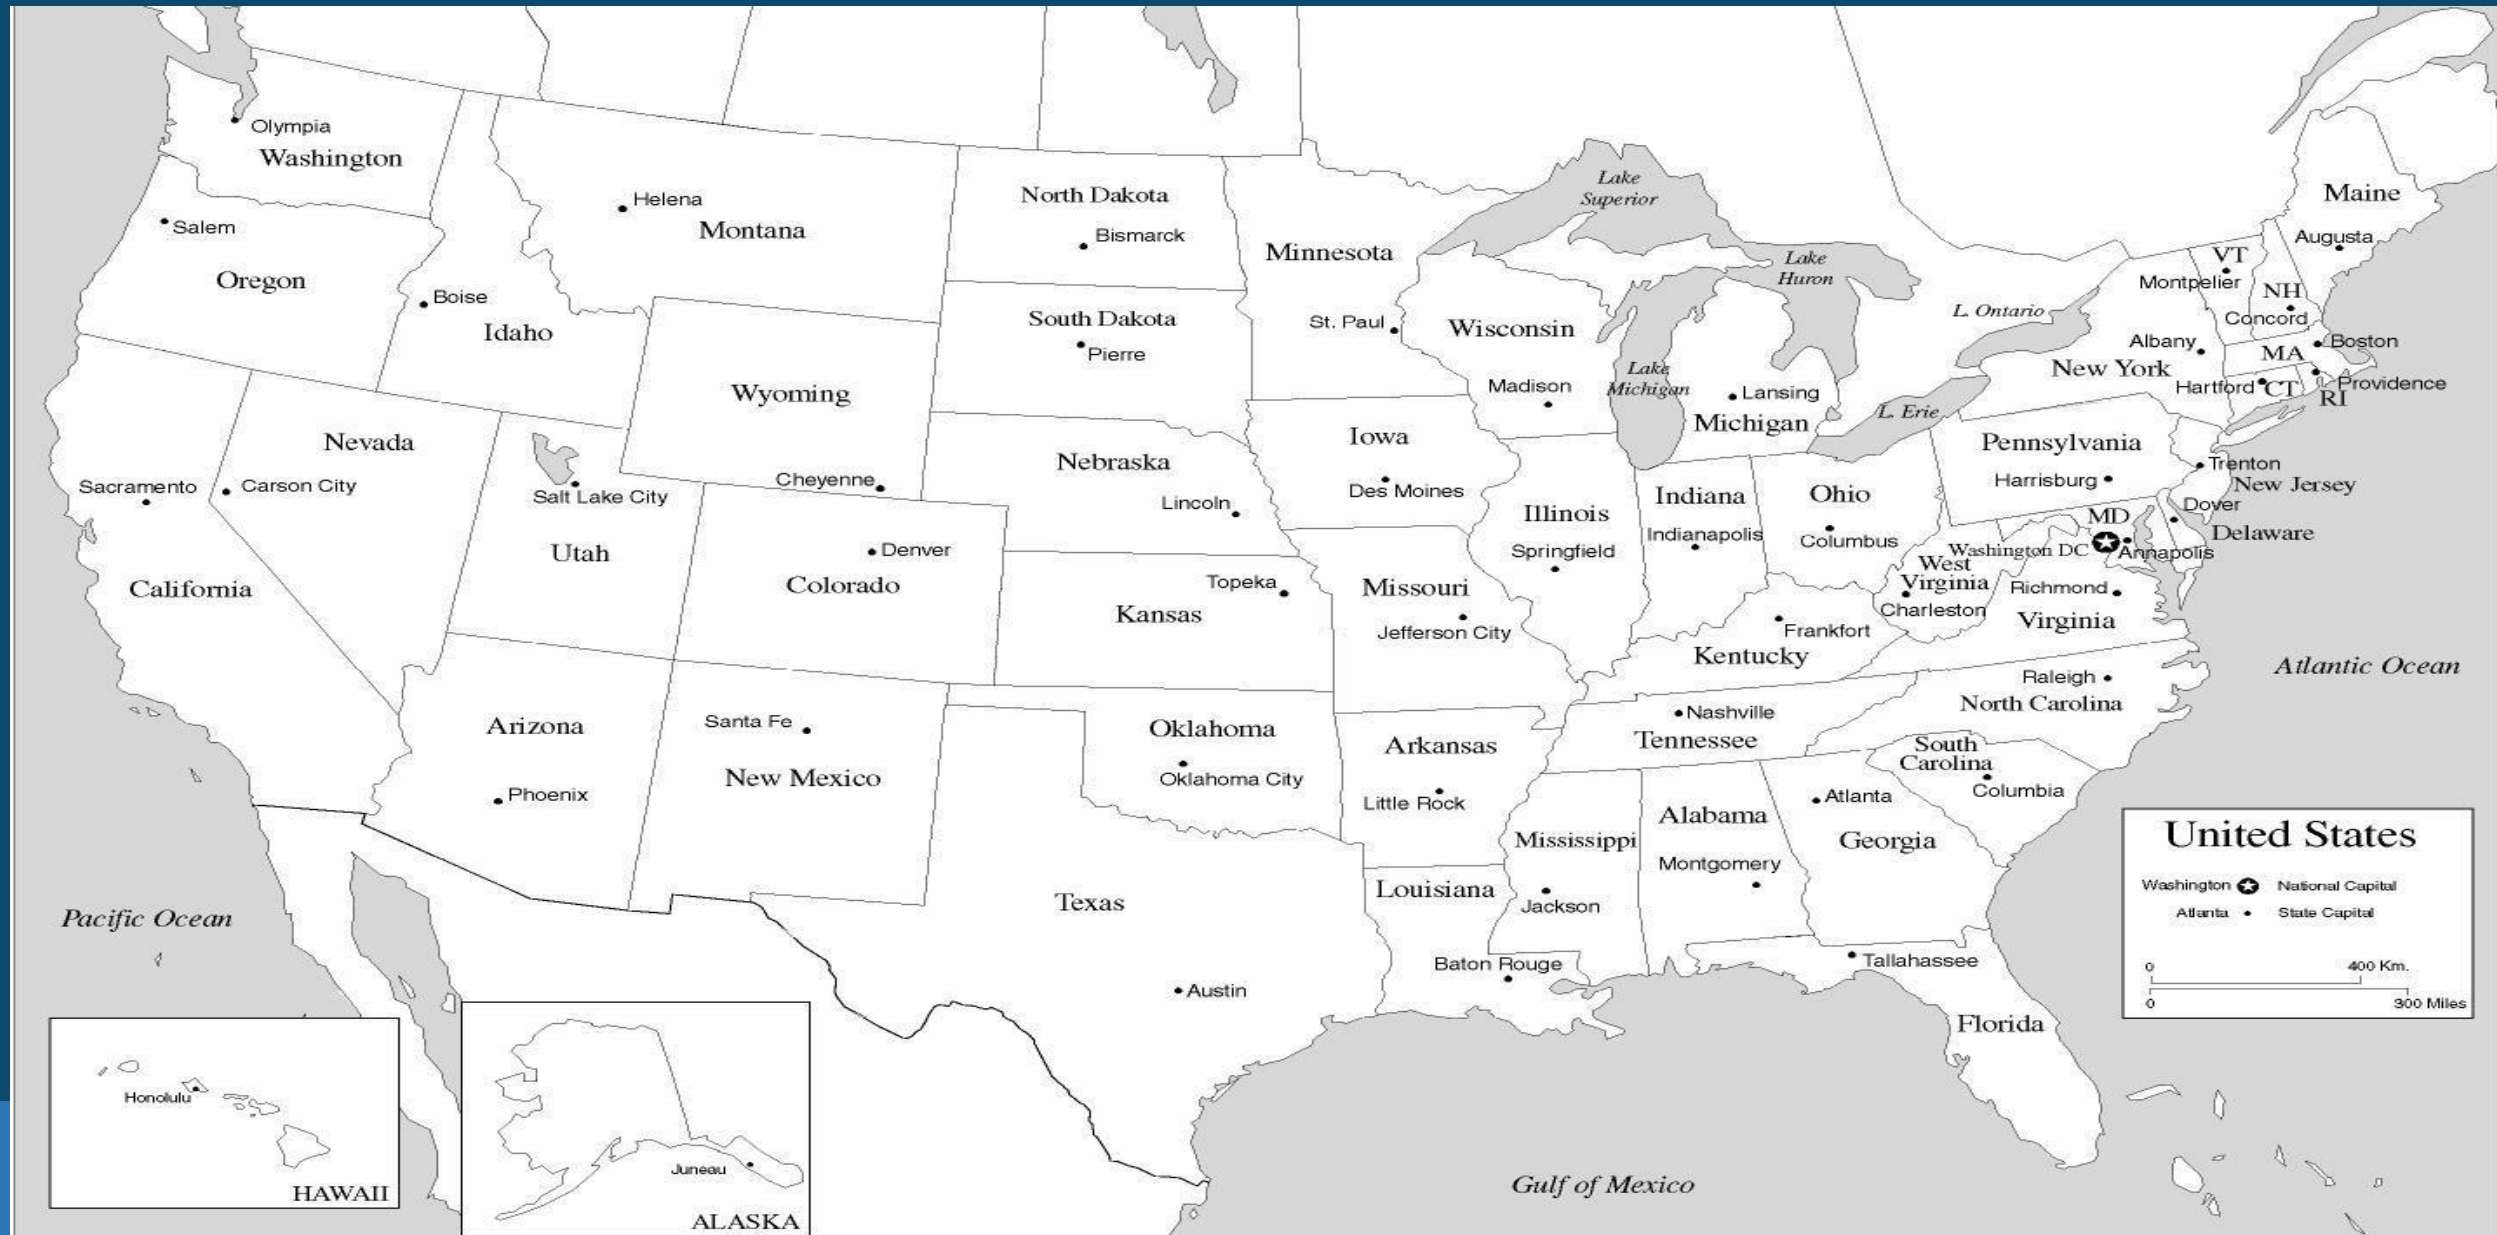 Olympia
Washington
Salem
Oregon
Boise
Idaho
Helena
Montana
North Dakota
Bismarck
South Dakota
Pierre
Minnesota
St. Paul
Wisconsin
Madison
Lake
Superior
Lake
Huron
Lake
Michigan
Lansing
Michigan
L. Ontario
L. Erie
Maine
Augusta
VT
Montpelier
NH
Concord
Albany
New York
MA
Boston
Hartford
CT
Providence
RI
Wyoming
Cheyenne
Nevada
Carson City
Sacramento
California
Salt Lake City
Utah
Denver
Colorado
Nebraska
Lincoln
Iowa
Des Moines
Illinois
Springfield
Indiana
Indianapolis
Ohio
Columbus
Pennsylvania
Harrisburg
Trenton
New Jersey
Dover
Delaware
MD
Washington DC
Annapolis
West
Virginia
Charleston
Richmond
Virginia
Topeka
Kansas
Missouri
Jefferson City
Frankfort
Kentucky
Raleigh
North Carolina
Atlantic Ocean
Arizona
Phoenix
Santa Fe
New Mexico
Oklahoma
Oklahoma City
Arkansas
Little Rock
Nashville
Tennessee
South
Carolina
Columbia
Atlanta
Georgia
Alabama
Montgomery
Mississippi
Jackson
Louisiana
Baton Rouge
Texas
Austin
Tallahassee
Florida
Pacific Ocean
Gulf of Mexico
Honolulu
HAWAII
Juneau
ALASKA
United States
Washington National Capital
Atlanta State Capital
0 400 Km.
0 300 Miles